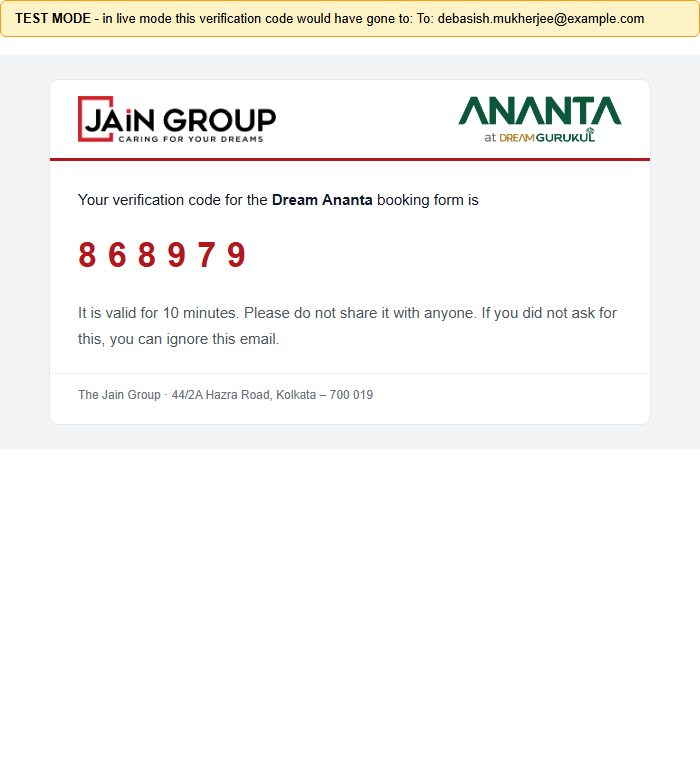 TEST MODE - in live mode this verification code would have gone to: To: debasish.mukherjee@example.com
JAiN GROUP
CARING FOR YOUR DREAMS
ANANTA
at DREAM GURUKUL
Your verification code for the Dream Ananta booking form is
8 6 8 9 7 9
It is valid for 10 minutes. Please do not share it with anyone. If you did not ask for
this, you can ignore this email.
The Jain Group · 44/2A Hazra Road, Kolkata – 700 019